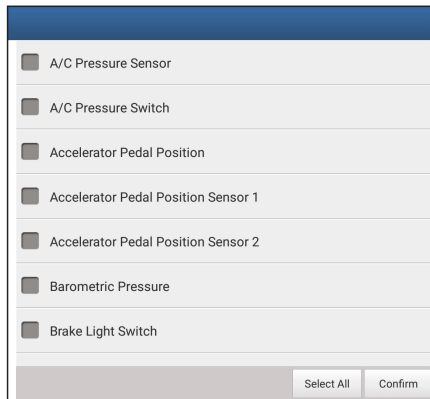 A/C Pressure Sensor
A/C Pressure Switch
Accelerator Pedal Position
Accelerator Pedal Position Sensor 1
Accelerator Pedal Position Sensor 2
Barometric Pressure
Brake Light Switch
Select All Confirm